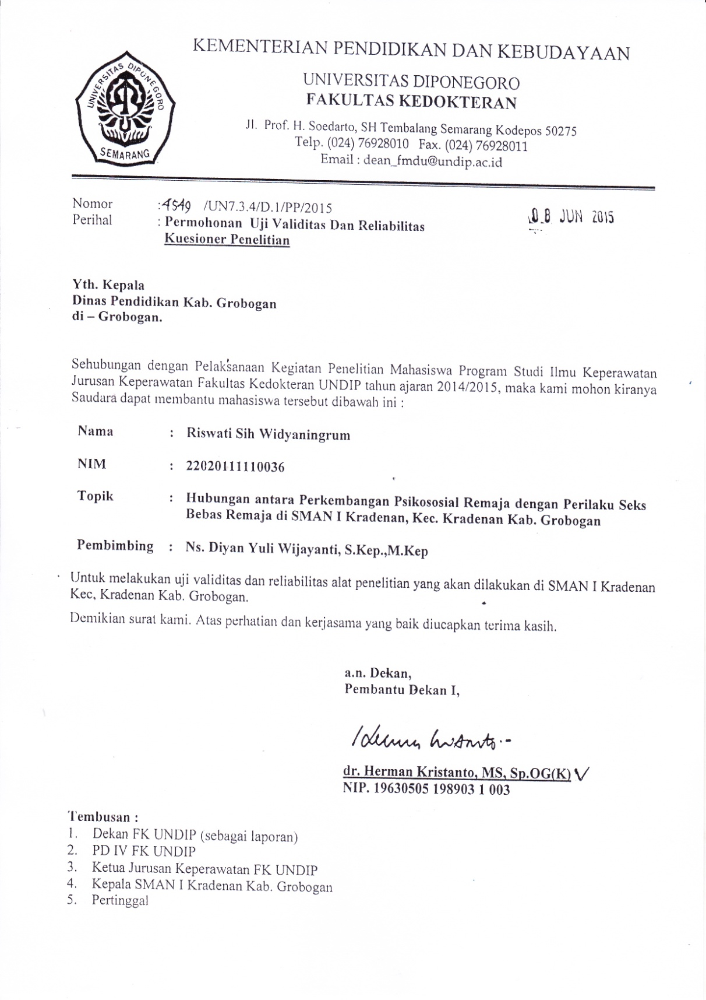 KEMENTERIAN PENDIDIKAN DAN KEBUDAYAAN
UNIVERSITAS DIPONEGORO
FAKULTAS KEDOKTERAN
Jl. Prof. H. Soedarto, SH Tembalang Semarang Kodepos 50275
Telp. (024) 76928010 Fax. (024) 76928011
Email : dean_fmdu@undip.ac.id
UNIVERSITAS DIPONEGORO
SEMARANG
Nomor : 4549 /UN7.3.4/D.1/PP/2015
08 JUN 2015
Perihal : Permohonan Uji Validitas Dan Reliabilitas
Kuesioner Penelitian
Yth. Kepala
Dinas Pendidikan Kab. Grobogan
di – Grobogan.
Sehubungan dengan Pelaksanaan Kegiatan Penelitian Mahasiswa Program Studi Ilmu Keperawatan
Jurusan Keperawatan Fakultas Kedokteran UNDIP tahun ajaran 2014/2015, maka kami mohon kiranya
Saudara dapat membantu mahasiswa tersebut dibawah ini :
Nama : Riswati Sih Widyaningrum
NIM : 22020111110036
Topik : Hubungan antara Perkembangan Psikososial Remaja dengan Perilaku Seks
Bebas Remaja di SMAN I Kradenan, Kec. Kradenan Kab. Grobogan
Pembimbing : Ns. Diyan Yuli Wijayanti, S.Kep.,M.Kep
Untuk melakukan uji validitas dan reliabilitas alat penelitian yang akan dilakukan di SMAN I Kradenan
Kec, Kradenan Kab. Grobogan.
Demikian surat kami. Atas perhatian dan kerjasama yang baik diucapkan terima kasih.
a.n. Dekan,
Pembantu Dekan I,
dr. Herman Kristanto, MS, Sp.OG(K)
NIP. 19630505 198903 1 003
Tembusan :
1. Dekan FK UNDIP (sebagai laporan)
2. PD IV FK UNDIP
3. Ketua Jurusan Keperawatan FK UNDIP
4. Kepala SMAN I Kradenan Kab. Grobogan
5. Pertinggal